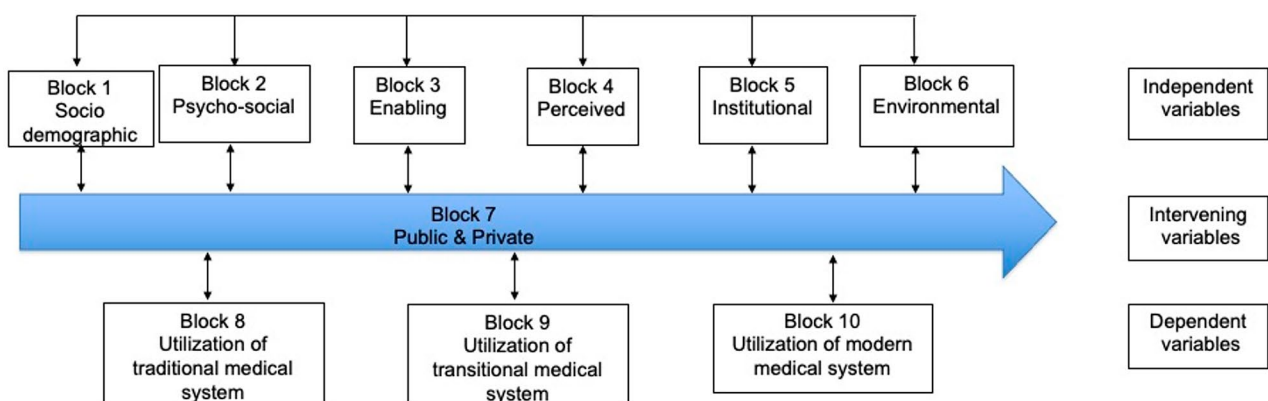 Block 1
Socio
demographic
Block 2
Psycho-social
Block 3
Enabling
Block 4
Perceived
Block 5
Institutional
Block 6
Environmental
Independent
variables
Block 7
Public & Private
Intervening
variables
Block 8
Utilization of
traditional medical
system
Block 9
Utilization of
transitional medical
system
Block 10
Utilization of modern
medical system
Dependent
variables